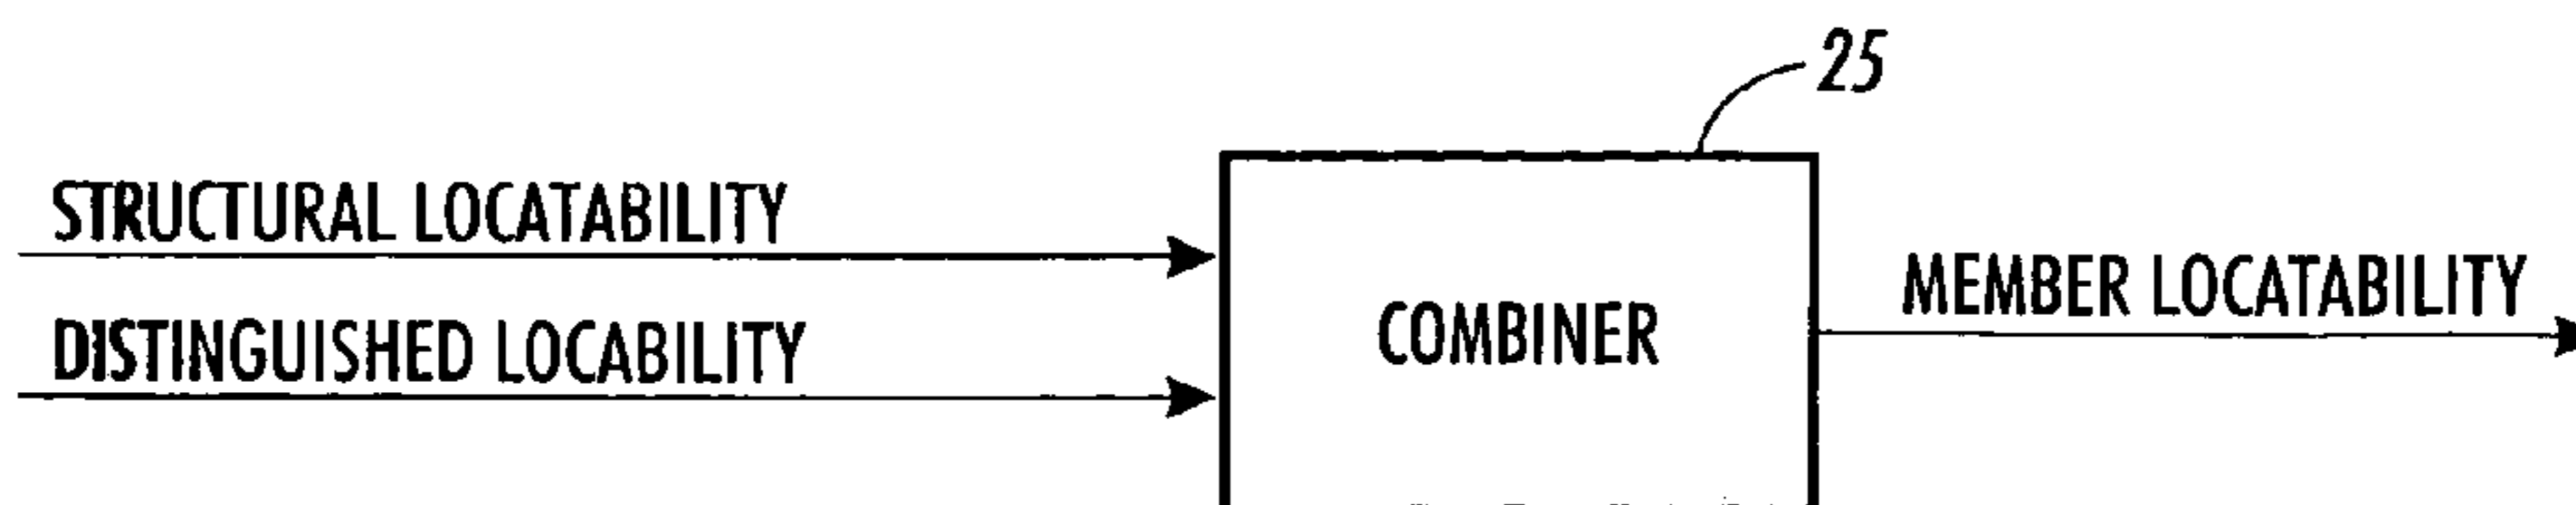 25
STRUCTURAL LOCATABILITY
DISTINGUISHED LOCABILITY
COMBINER
MEMBER LOCATABILITY